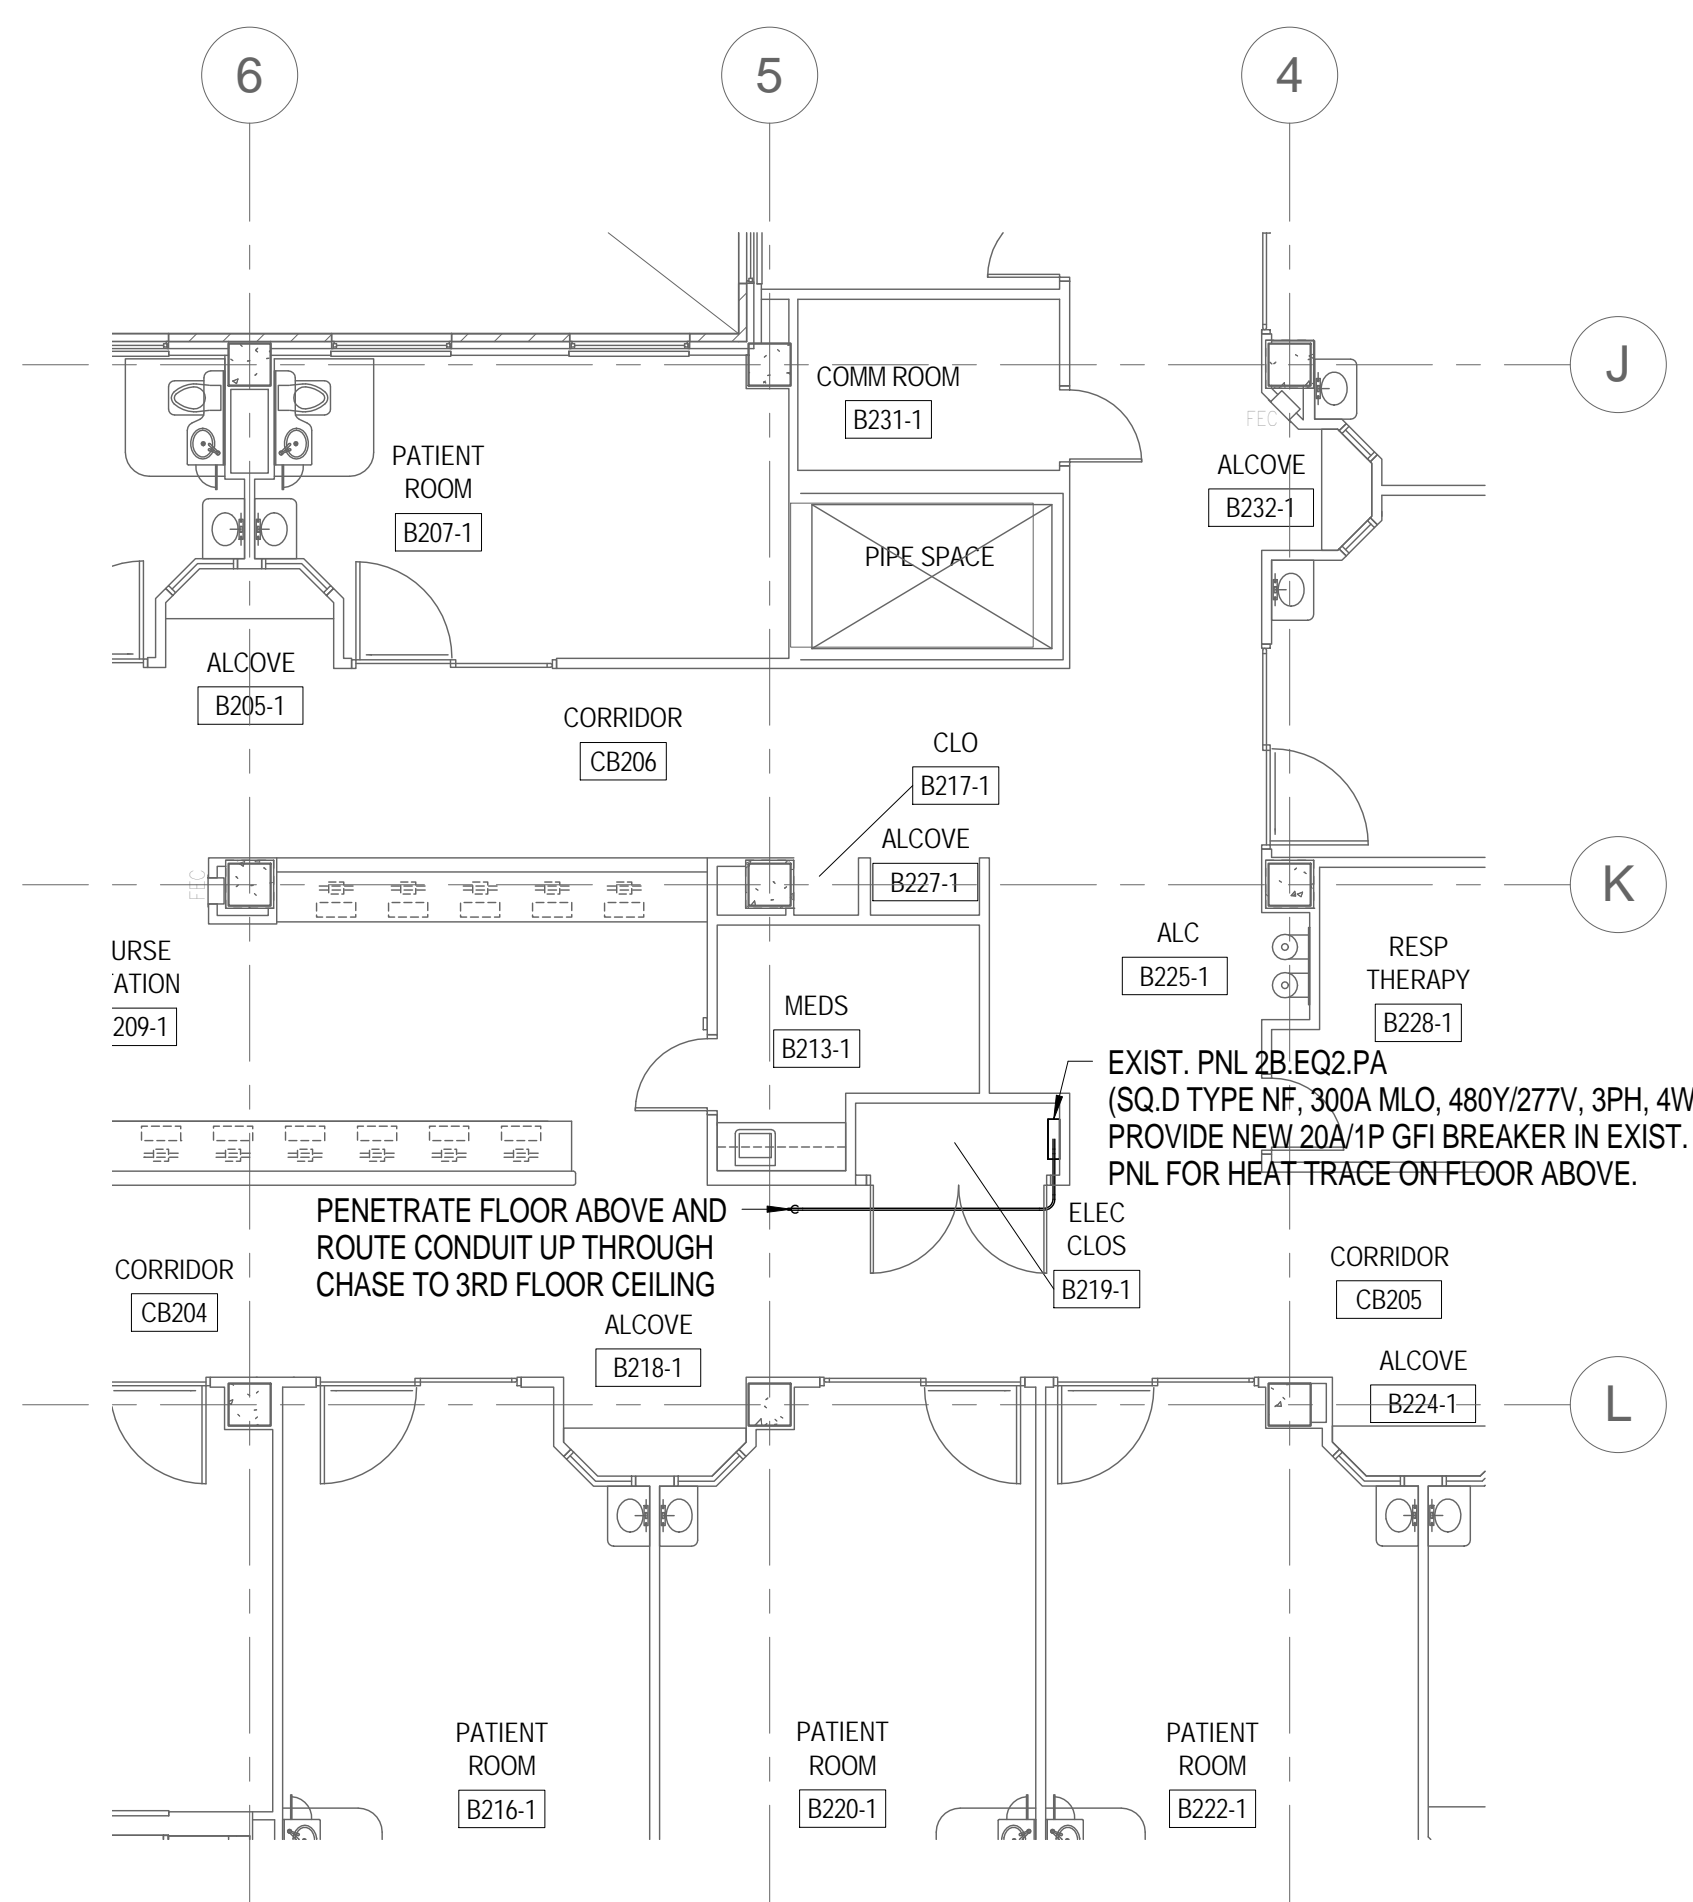 6
5
4
J
COMM ROOM
B231-1
FEC
PATIENT
ROOM
B207-1
ALCOVE
B232-1
PIPE SPACE
ALCOVE
B205-1
CORRIDOR
CB206
CLO
B217-1
ALCOVE
B227-1
FEC
K
URSE
ATION
209-1
MEDS
B213-1
ALC
B225-1
RESP
THERAPY
B228-1
EXIST. PNL 2B.EQ2.PA
(SQ.D TYPE NF, 300A MLO, 480Y/277V, 3PH, 4W
PROVIDE NEW 20A/1P GFI BREAKER IN EXIST.
PNL FOR HEAT TRACE ON FLOOR ABOVE.
PENETRATE FLOOR ABOVE AND
ROUTE CONDUIT UP THROUGH
CHASE TO 3RD FLOOR CEILING
ELEC
CLOS
B219-1
CORRIDOR
CB204
CORRIDOR
CB205
ALCOVE
B218-1
ALCOVE
B224-1
L
PATIENT
ROOM
B216-1
PATIENT
ROOM
B220-1
PATIENT
ROOM
B222-1